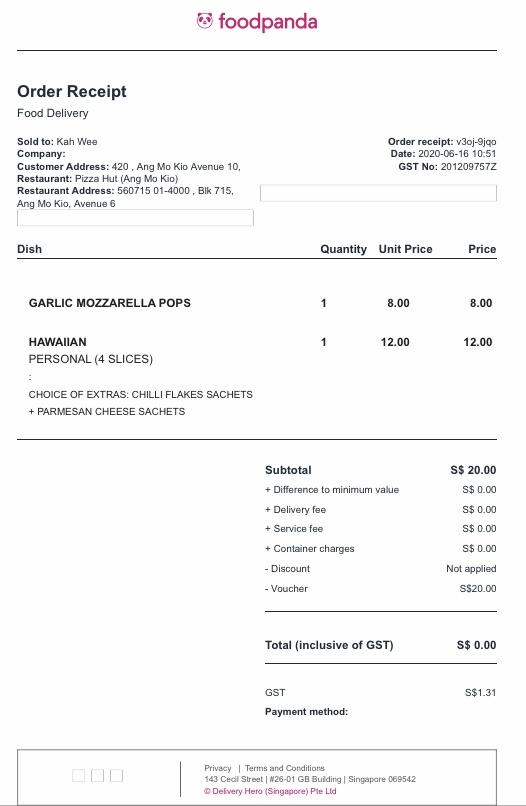 foodpanda
Order Receipt
Food Delivery
Sold to: Kah Wee
Company:
Customer Address: 420 , Ang Mo Kio Avenue 10,
Restaurant: Pizza Hut (Ang Mo Kio)
Restaurant Address: 560715 01-4000 , Blk 715,
Ang Mo Kio, Avenue 6
Order receipt: v3oj-9jqo
Date: 2020-06-16 10:51
GST No: 201209757Z
Dish Quantity Unit Price Price
GARLIC MOZZARELLA POPS 1 8.00 8.00
HAWAIIAN 1 12.00 12.00
PERSONAL (4 SLICES)
:
CHOICE OF EXTRAS: CHILLI FLAKES SACHETS
+ PARMESAN CHEESE SACHETS
Subtotal S$ 20.00
+ Difference to minimum value S$ 0.00
+ Delivery fee S$ 0.00
+ Service fee S$ 0.00
+ Container charges S$ 0.00
- Discount Not applied
- Voucher S$20.00
Total (inclusive of GST) S$ 0.00
GST S$1.31
Payment method:
Privacy | Terms and Conditions
143 Cecil Street | #26-01 GB Building | Singapore 069542
© Delivery Hero (Singapore) Pte Ltd